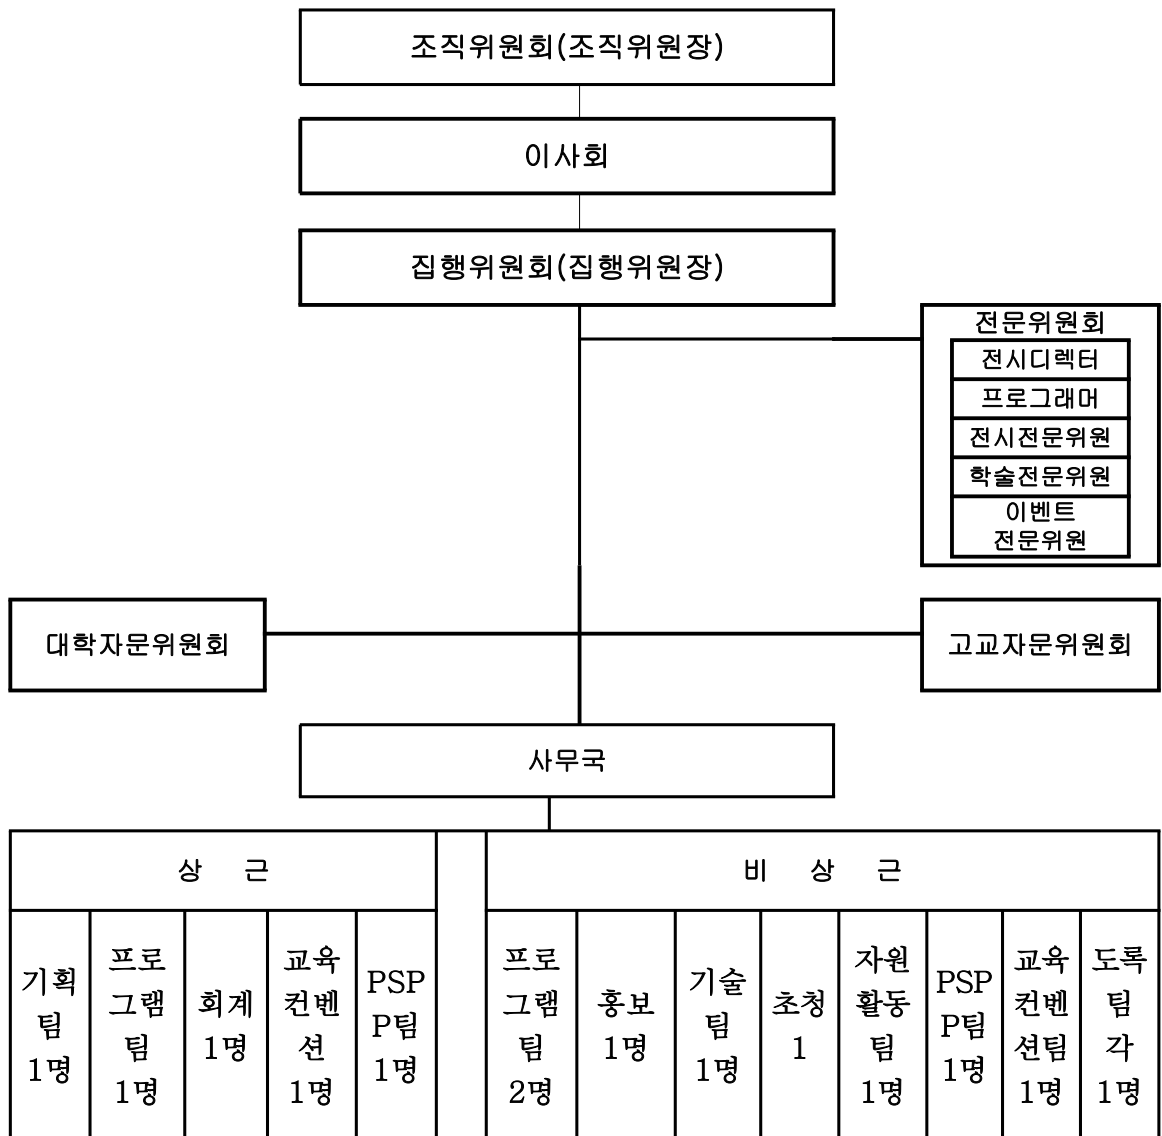 조직위원회(조직위원장)
이사회
집행위원회(집행위원장)
전문위원회
전시디렉터
프로그래머
전시전문위원
학술전문위원
이벤트
전문위원
대학자문위원회
고교자문위원회
사무국
상 근
비 상 근
기획
팀
1명
프로
그램
팀
1명
회계
1명
교육
컨벤
션
1명
PSP
P팀
1명
프로
그램
팀
2명
홍보
1명
기술
팀
1명
초청
1
자원
활동
팀
1명
PSP
P팀
1명
교육
컨벤
션팀
1명
도록
팀
각
1명